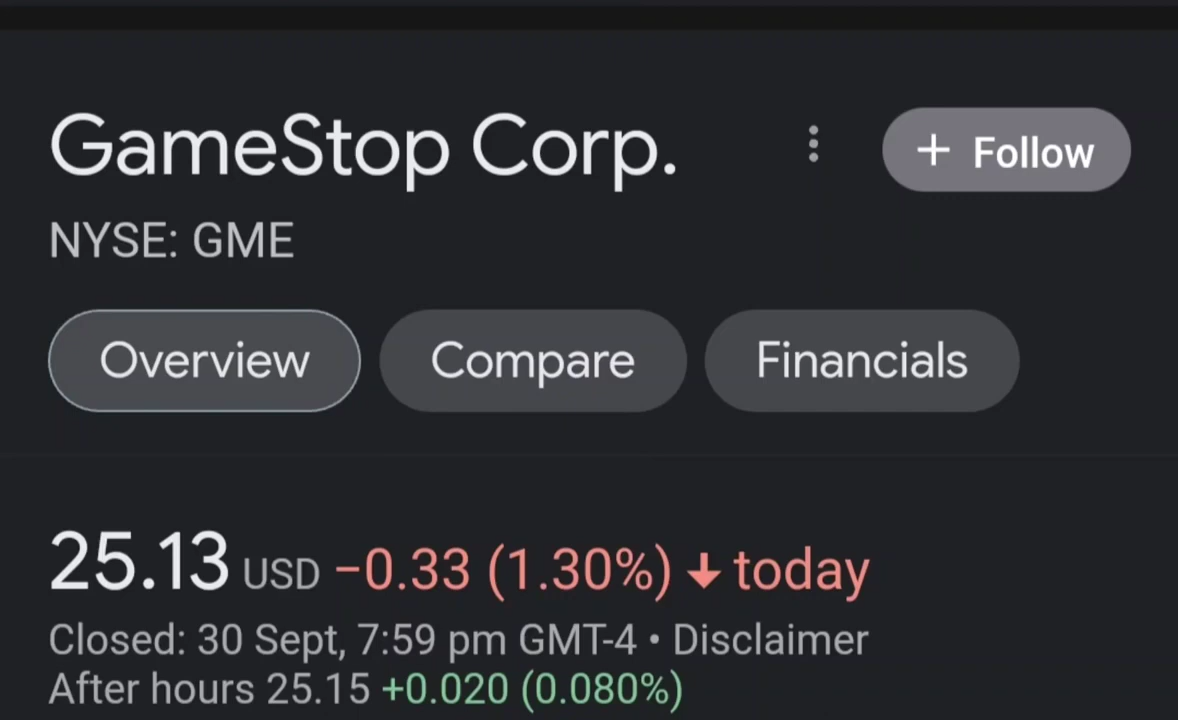 GameStop Corp.
+ Follow
NYSE: GME
Overview Compare Financials
25.13 USD −0.33 (1.30%) ↓ today
Closed: 30 Sept, 7:59 pm GMT-4 • Disclaimer
After hours 25.15 +0.020 (0.080%)